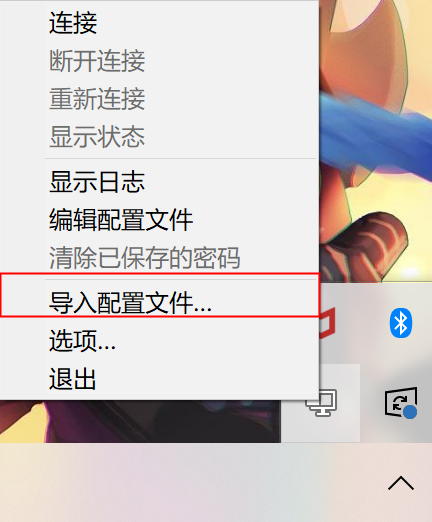 连接
断开连接
重新连接
显示状态
显示日志
编辑配置文件
清除已保存的密码
导入配置文件...
选项...
退出